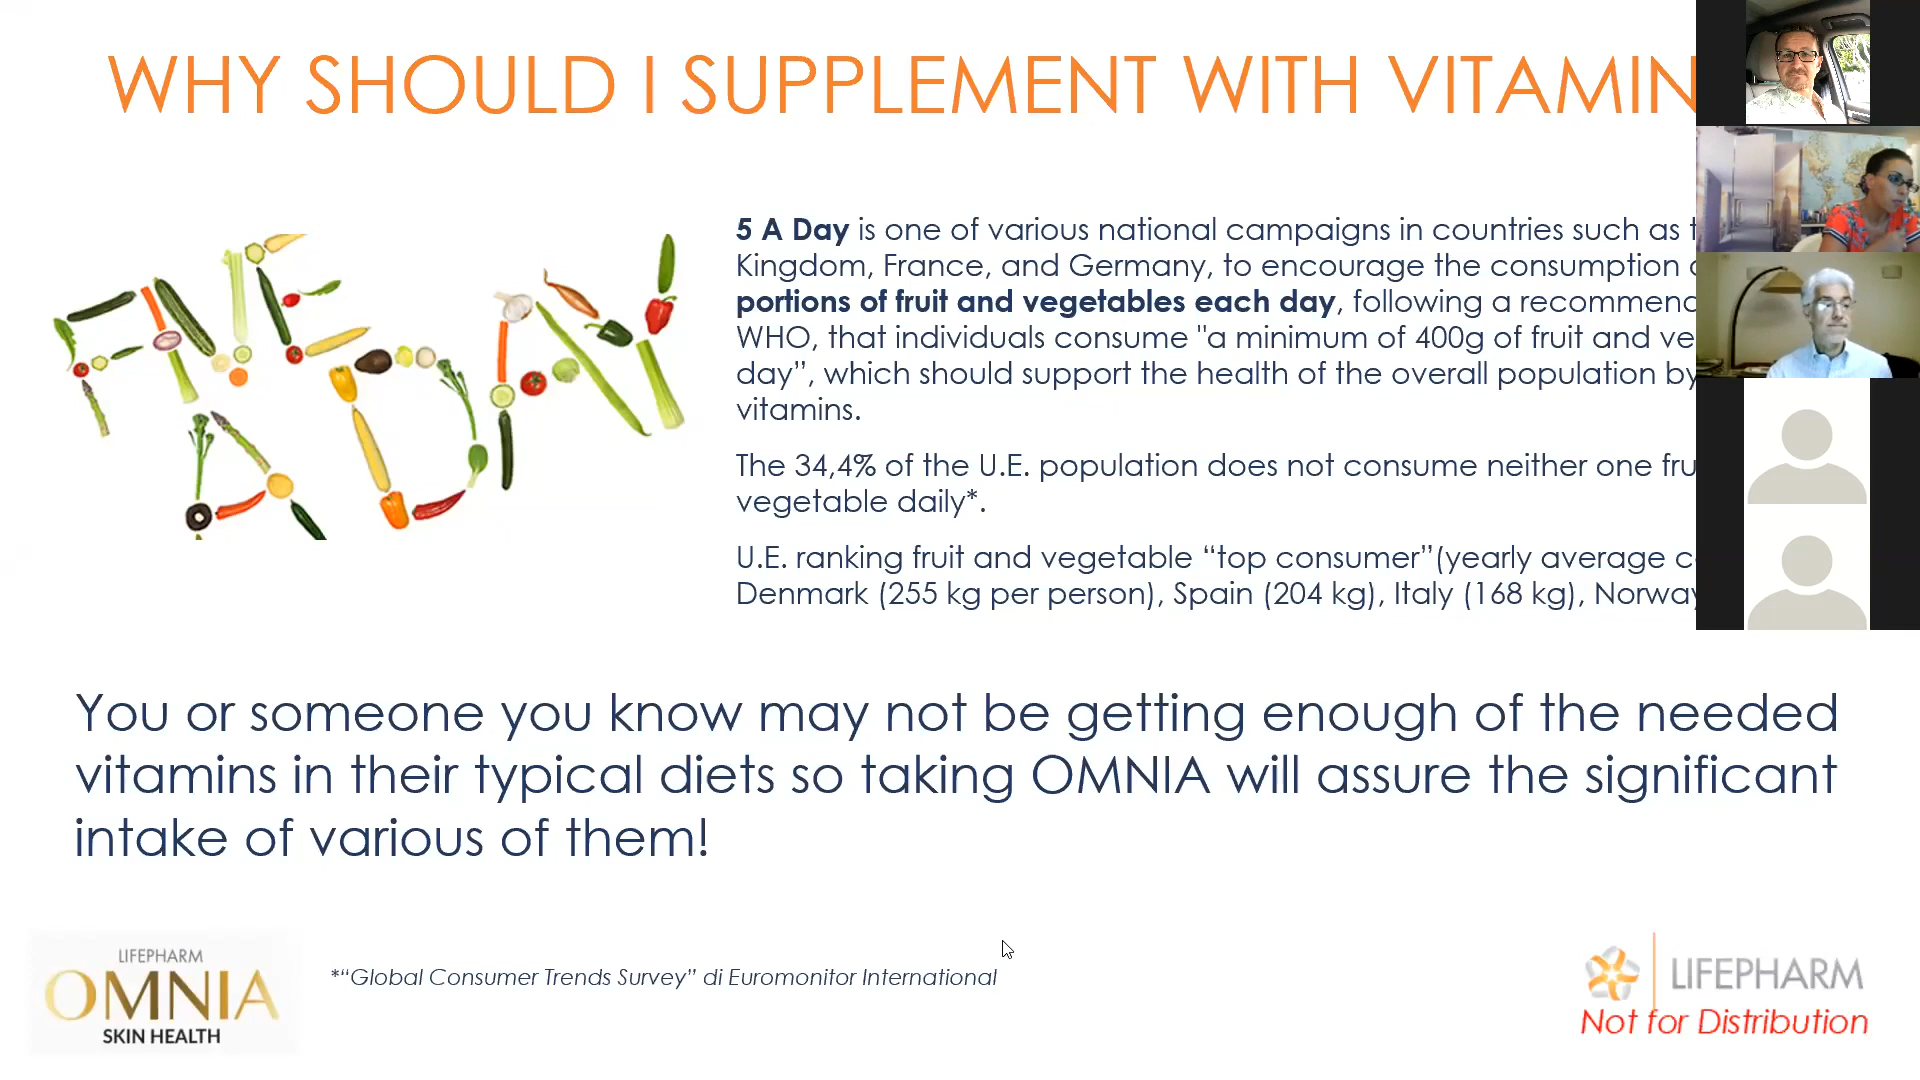 WHY SHOULD I SUPPLEMENT WITH VITAMIN
FIVE
A DAY
5 A Day is one of various national campaigns in countries such as
Kingdom, France, and Germany, to encourage the consumption
portions of fruit and vegetables each day, following a
WHO, that individuals consume "a minimum of 400g of fruit and
day”, which should support the health of the overall population by
vitamins.
The 34,4% of the U.E. population does not consume neither one
vegetable daily*.
U.E. ranking fruit and vegetable “top consumer”(yearly average
Denmark (255 kg per person), Spain (204 kg), Italy (168 kg), Norway
You or someone you know may not be getting enough of the needed
vitamins in their typical diets so taking OMNIA will assure the significant
intake of various of them!
LIFEPHARM
OMNIA
SKIN HEALTH
*“Global Consumer Trends Survey” di Euromonitor International
LIFEPHARM
Not for Distribution